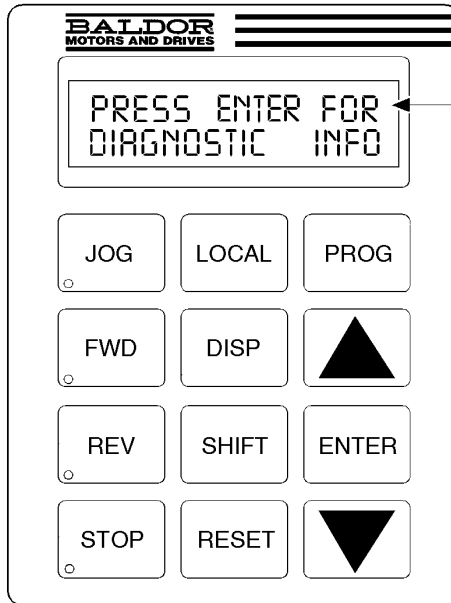 BALDOR
MOTORS AND DRIVES
PRESS ENTER FOR
DIAGNOSTIC INFO
JOG LOCAL PROG
FWD DISP
REV SHIFT ENTER
STOP RESET